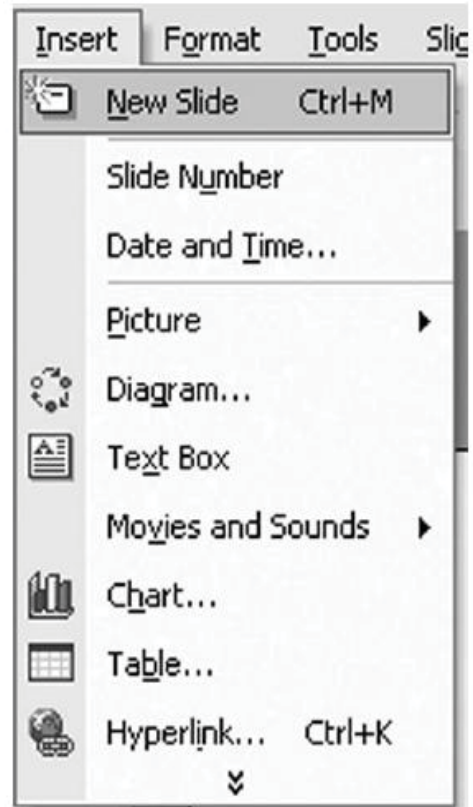 Insert Format Tools Slid
New Slide Ctrl+M
Slide Number
Date and Time...
Picture
Diagram...
Text Box
Movies and Sounds
Chart...
Table...
Hyperlink... Ctrl+K